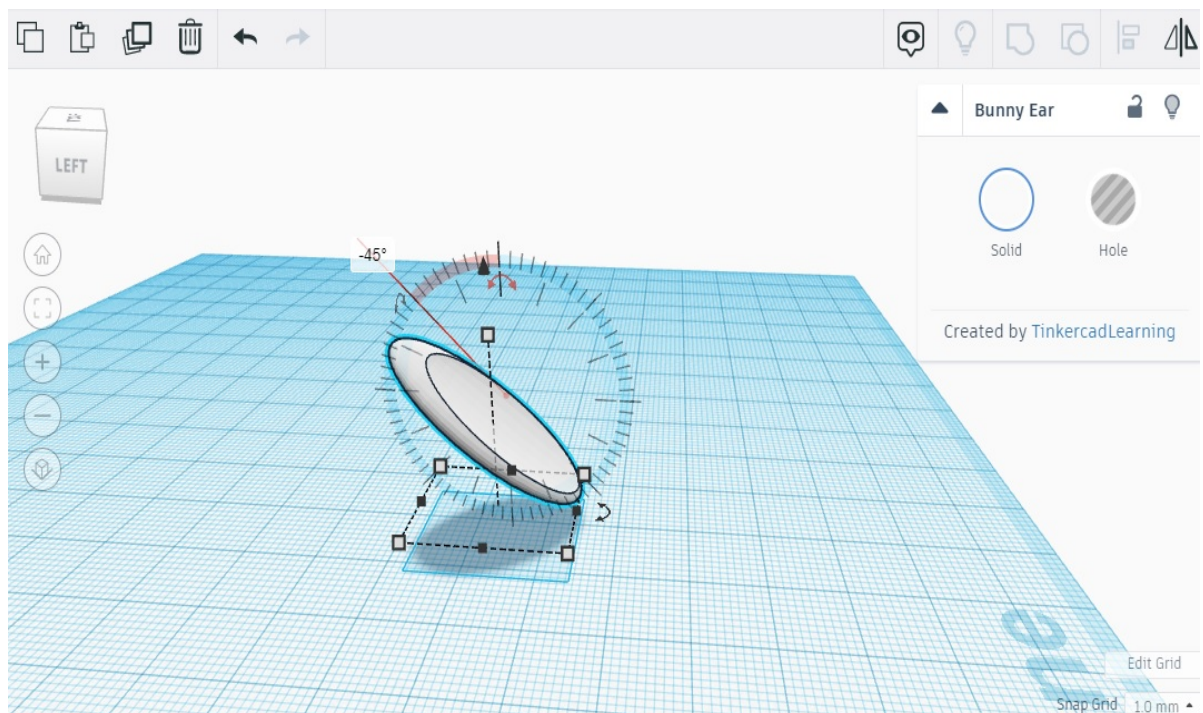 Bunny Ear
LEFT
Solid
Hole
-45°
Created by TinkercadLearning
Edit Grid
Snap Grid 1.0 mm